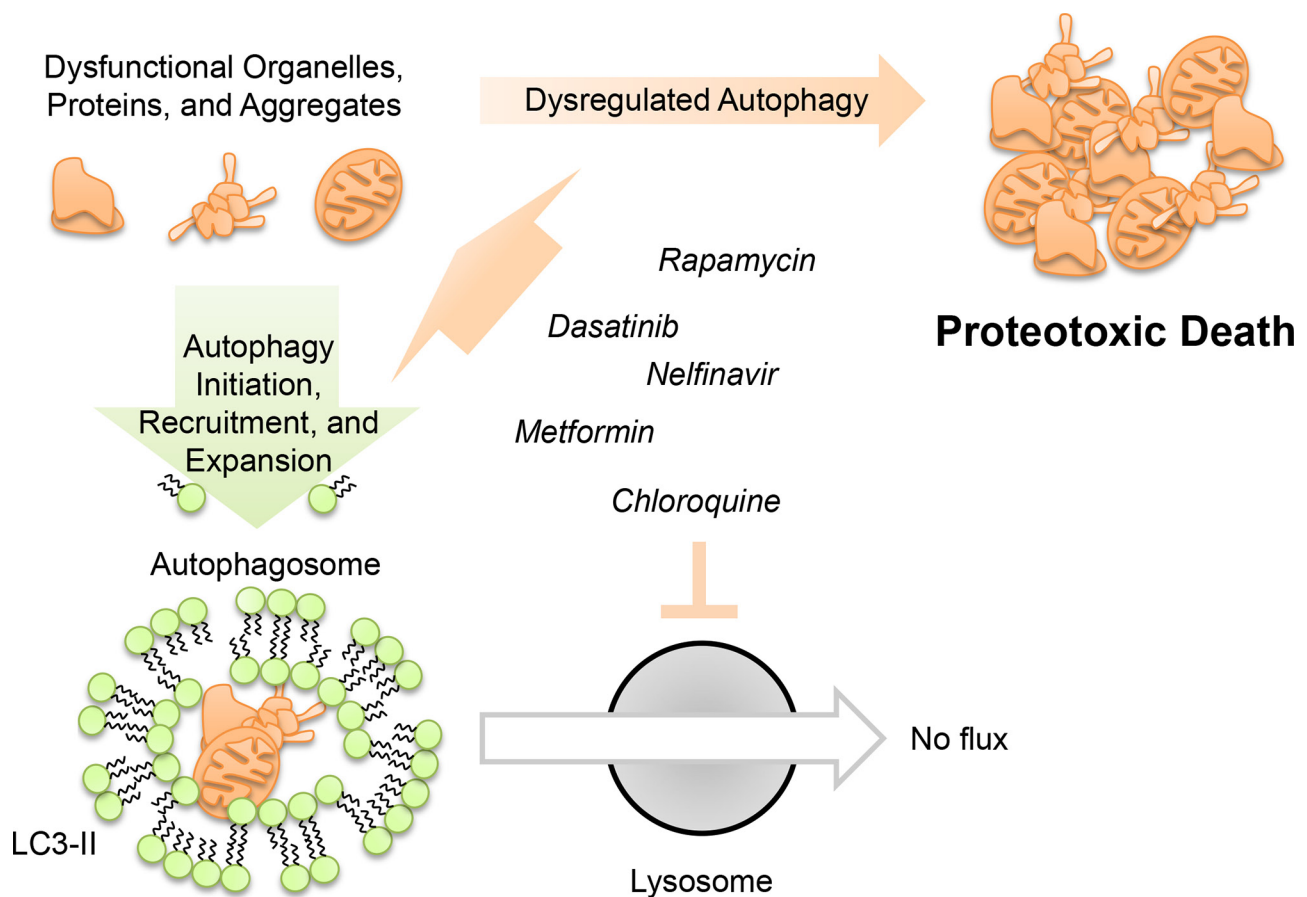 Dysfunctional Organelles,
Proteins, and Aggregates
Dysregulated Autophagy
Proteotoxic Death
Autophagy
Initiation,
Recruitment, and
Expansion
Rapamycin
Dasatinib
Nelfinavir
Metformin
Chloroquine
Autophagosome
LC3-II
No flux
Lysosome